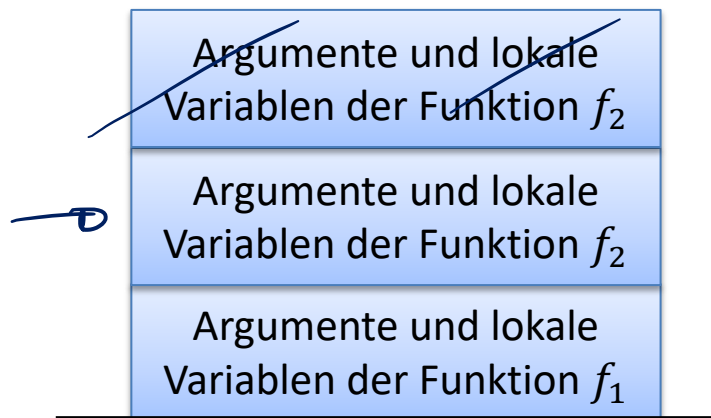 Argumente und lokale
Variablen der Funktion f₂
Argumente und lokale
Variablen der Funktion f₂
Argumente und lokale
Variablen der Funktion f₁